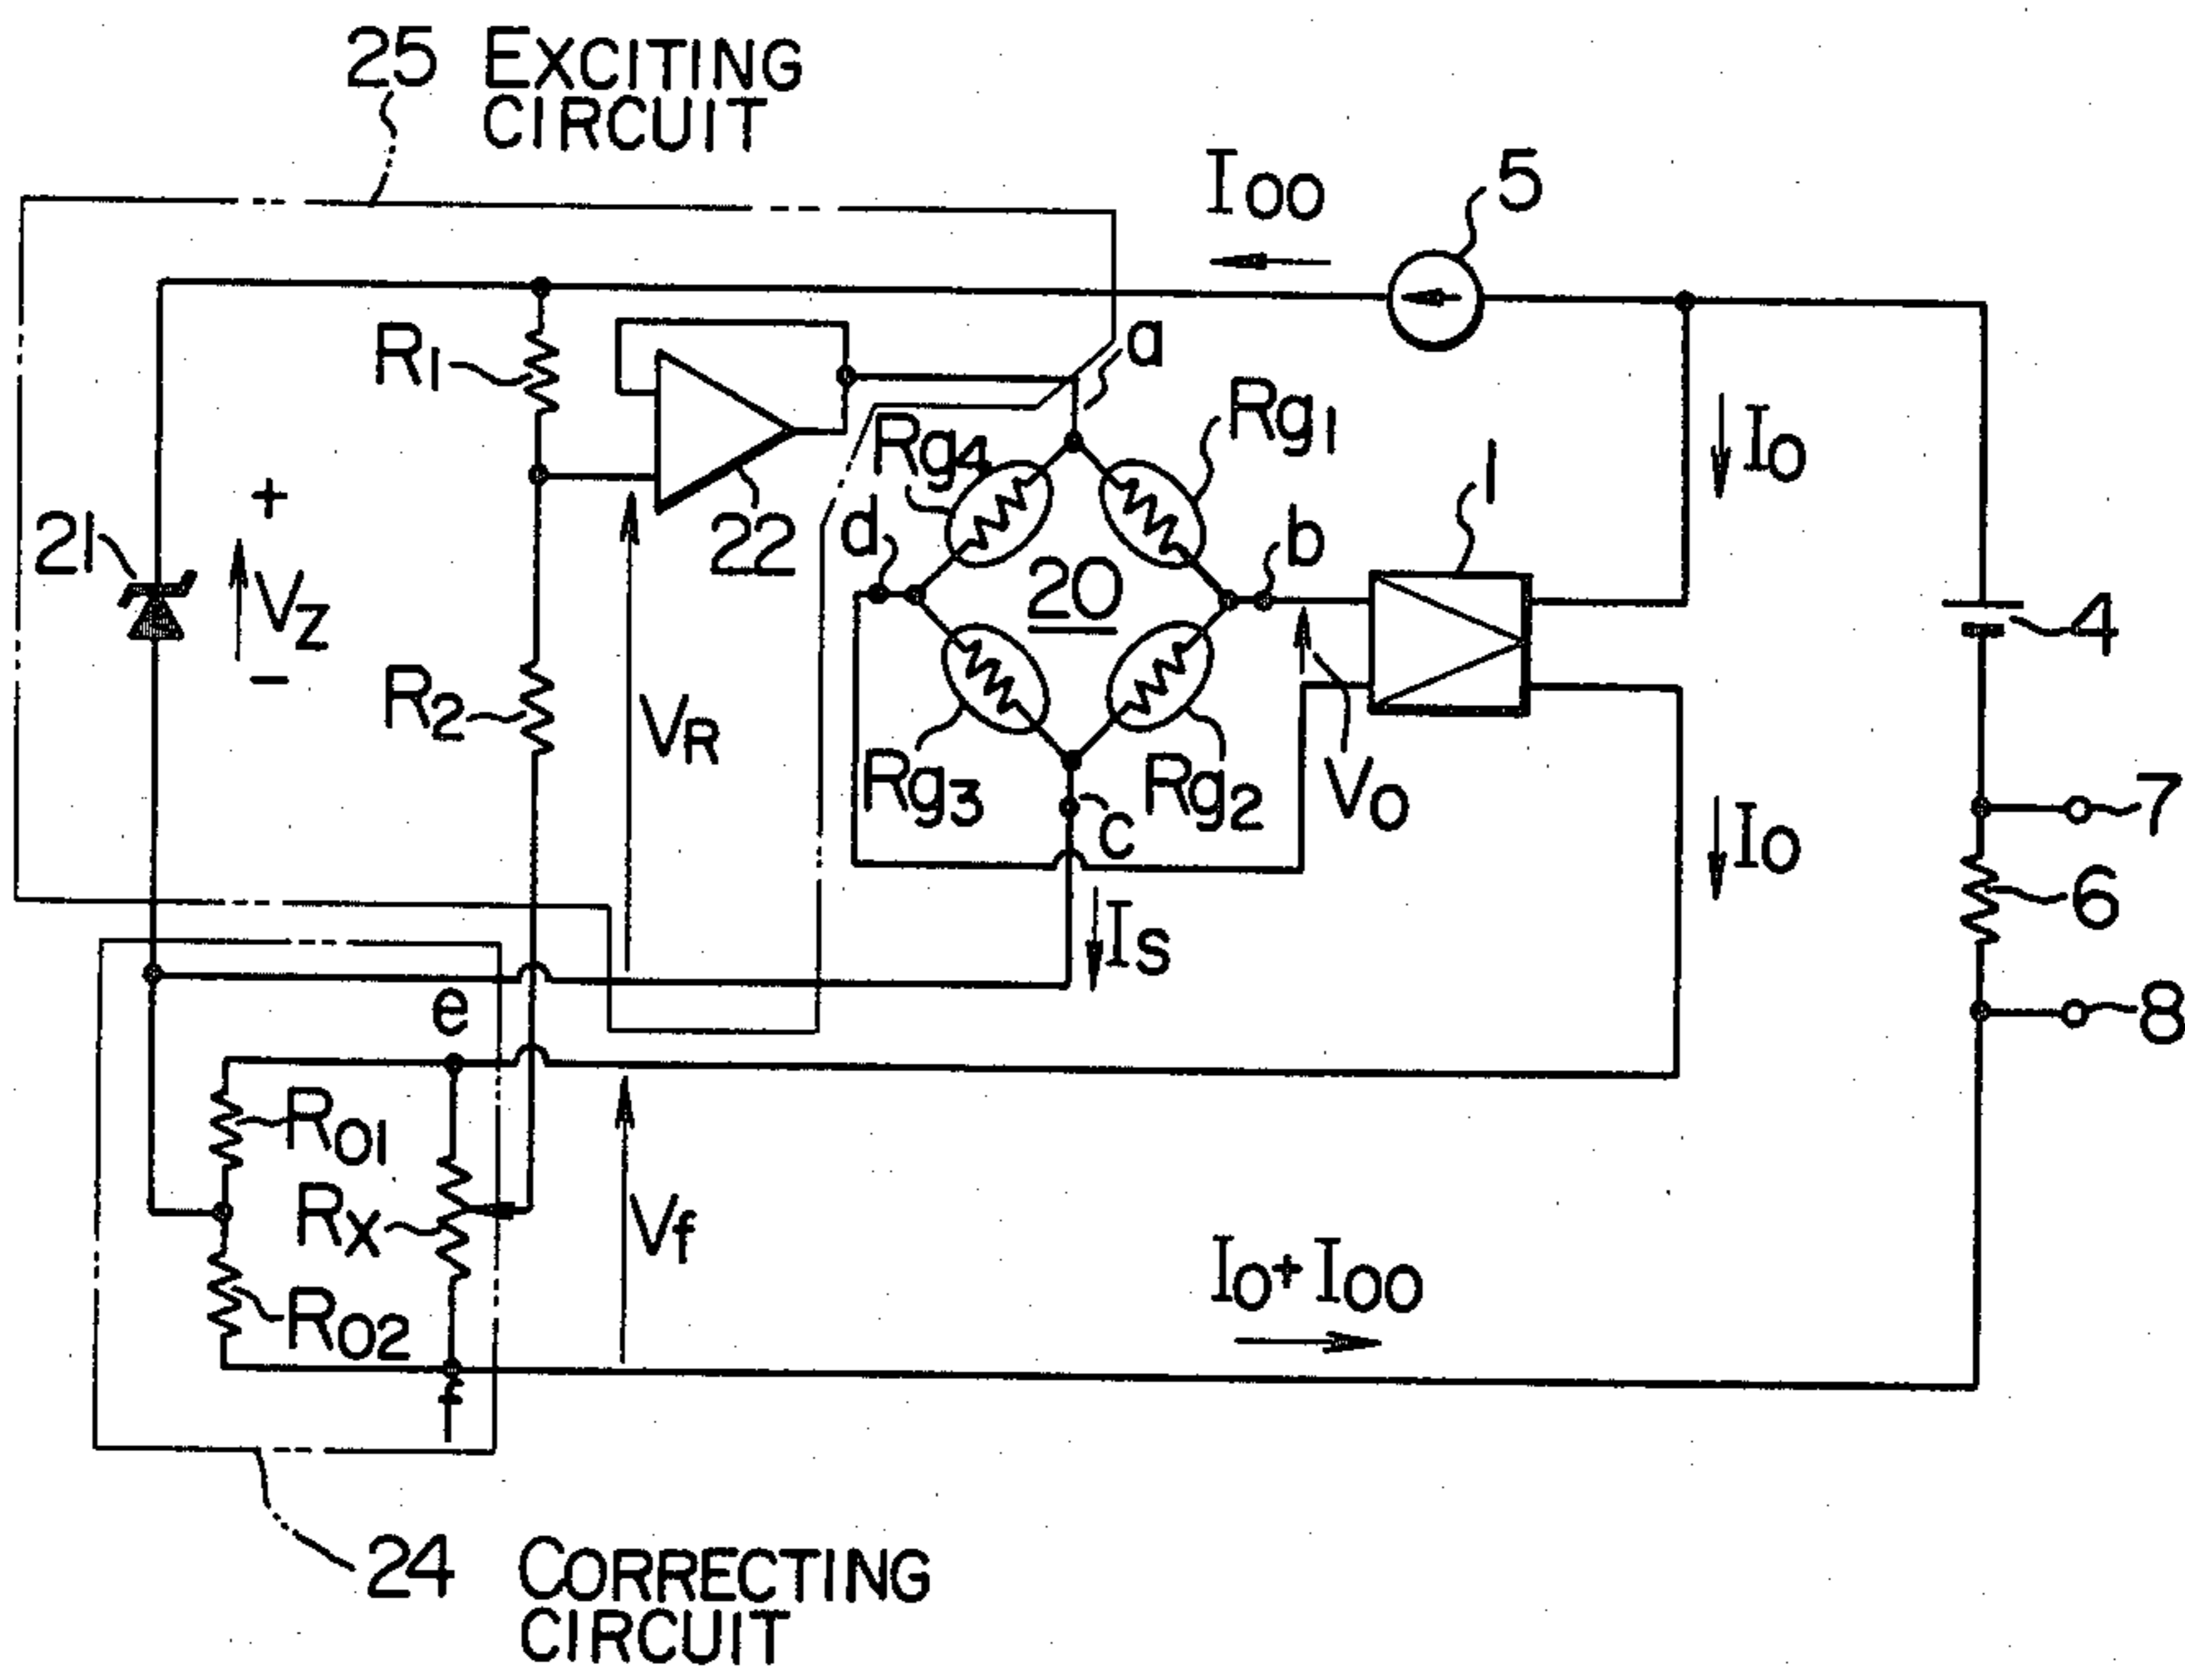 25 EXCITING
CIRCUIT
I00
5
R1
a
Rg4
Rg1
I0
1
+
d
b
21
22
20
VZ
4
−
R2
VR
Rg3
Rg2
V0
7
c
I0
6
IS
e
8
R01
RX
Vf
I0+I00
R02
f
24 CORRECTING
CIRCUIT